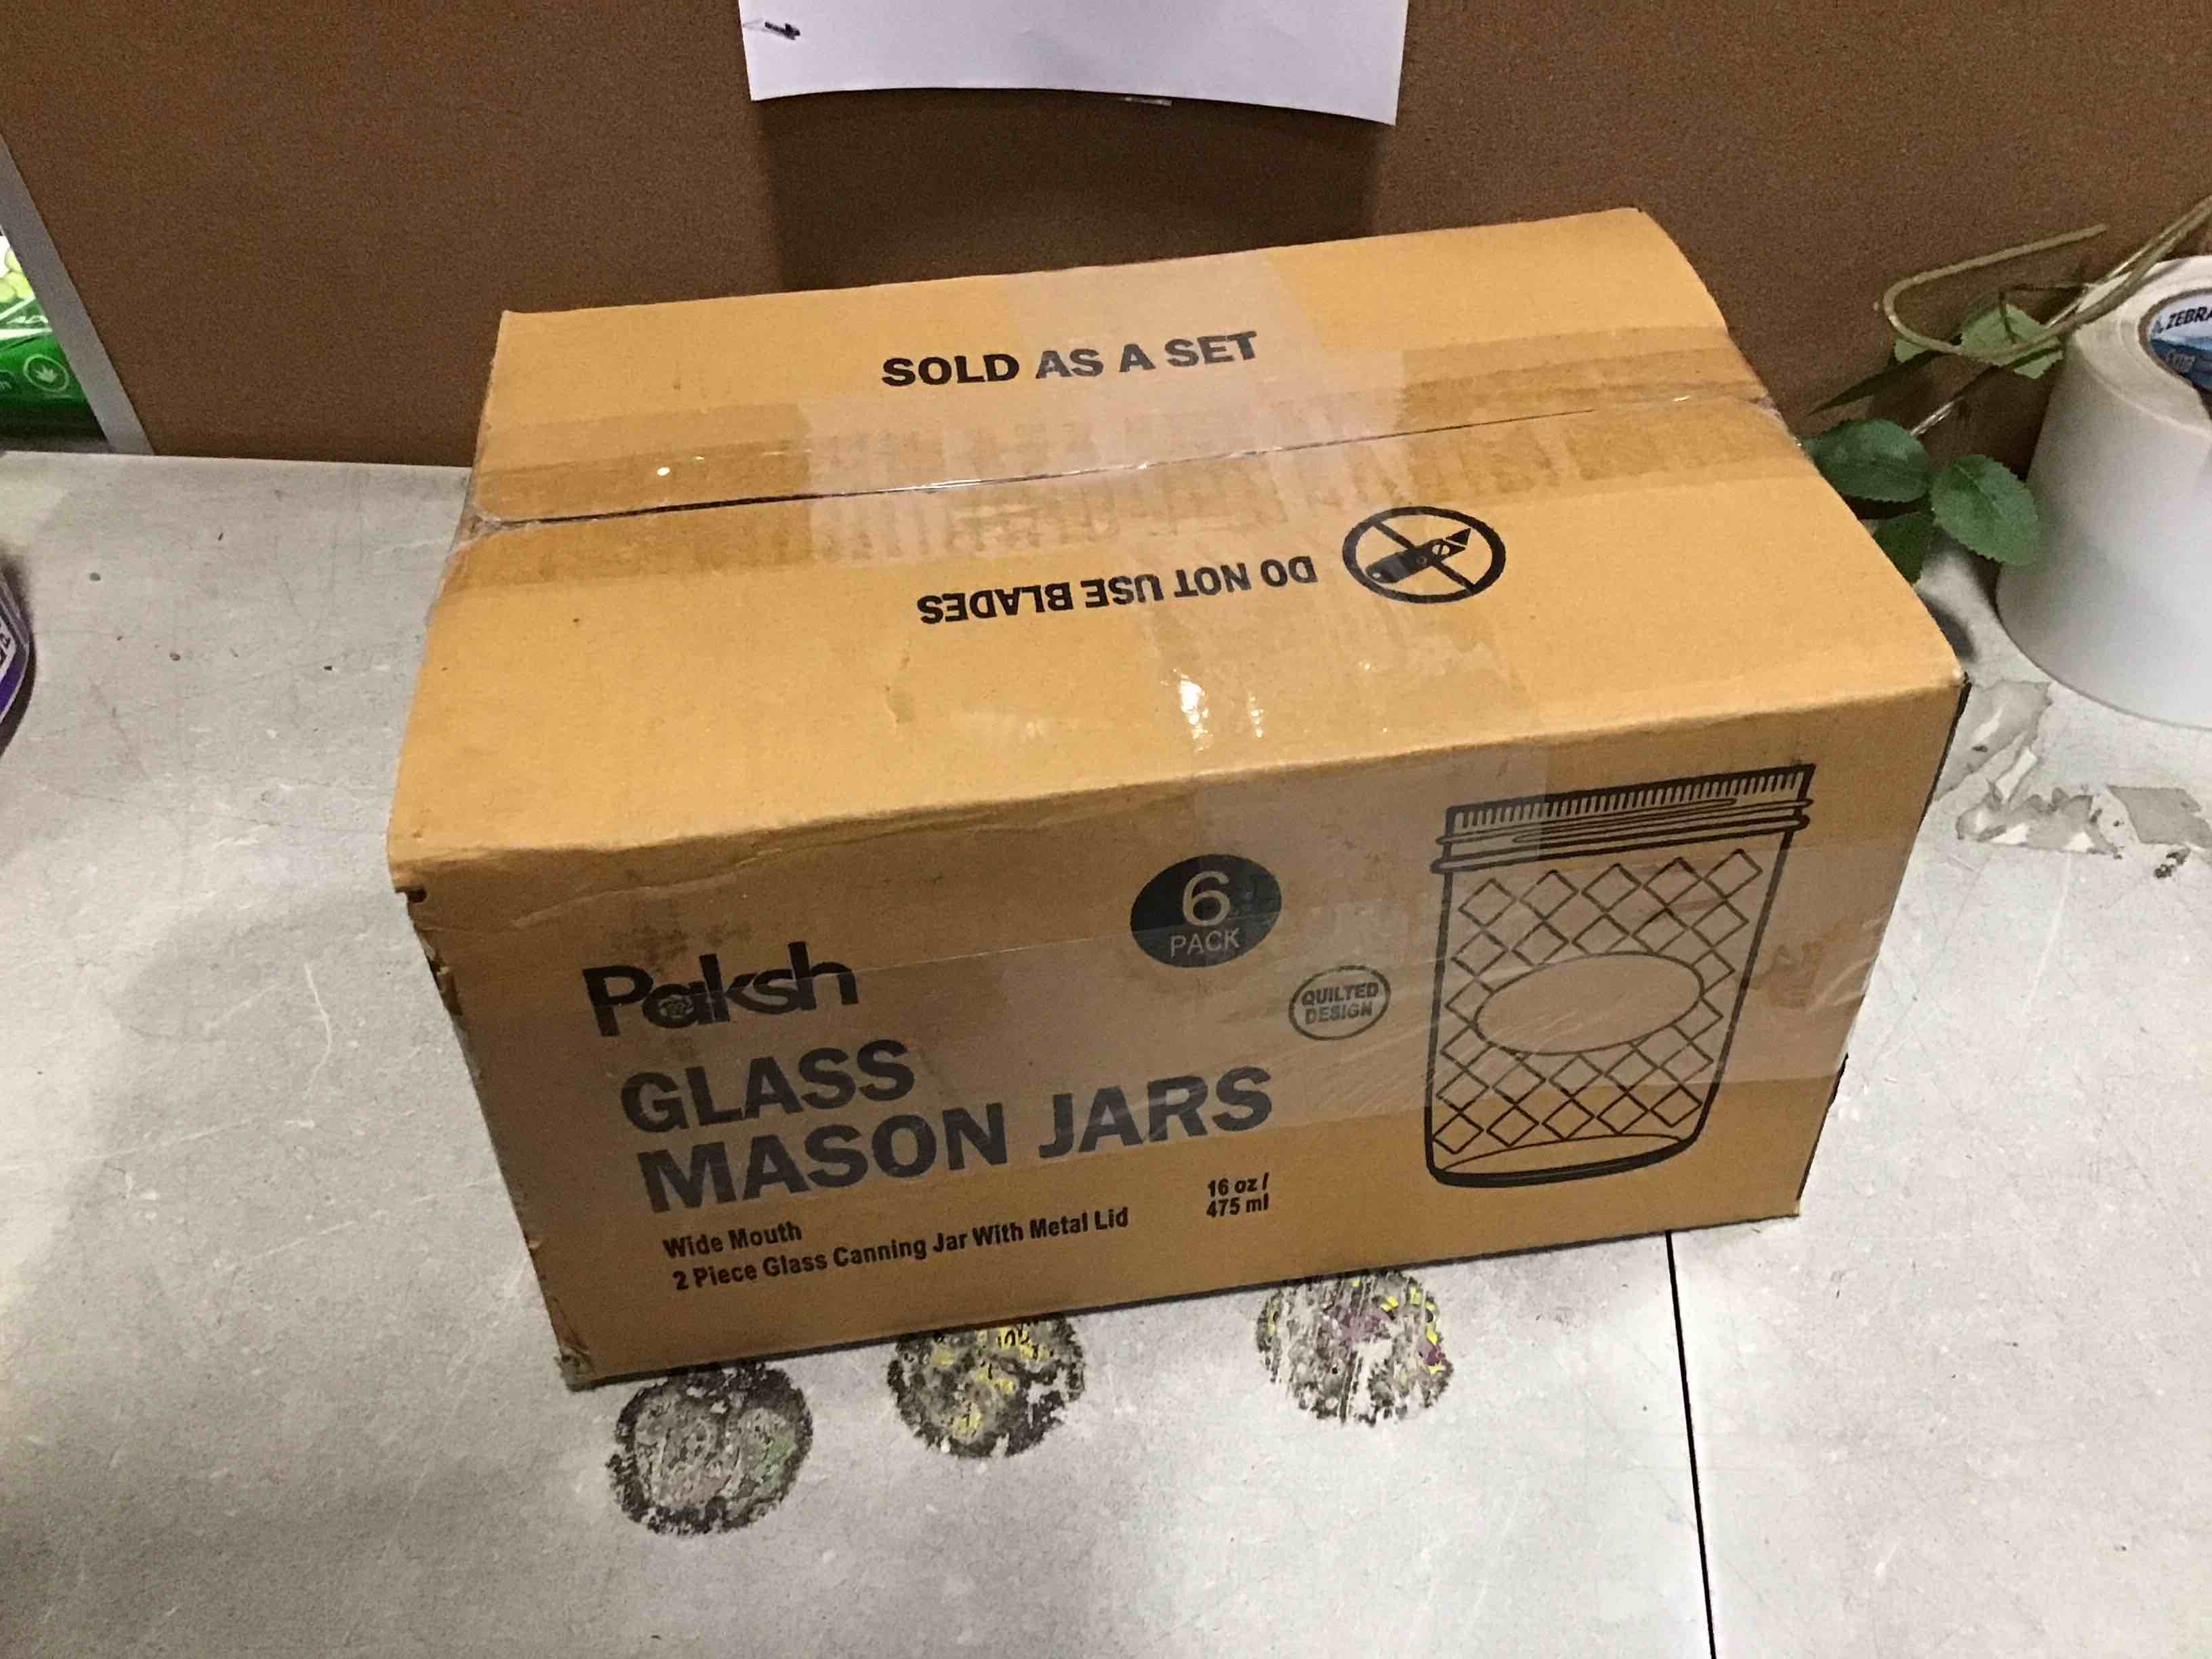 SOLD AS A SET
DO NOT USE BLADES
6
PACK
Paksh
QUILTED
DESIGN
GLASS
MASON JARS
Wide Mouth
2 Piece Glass Canning Jar With Metal Lid
16 oz /
475 ml
ZEBRA